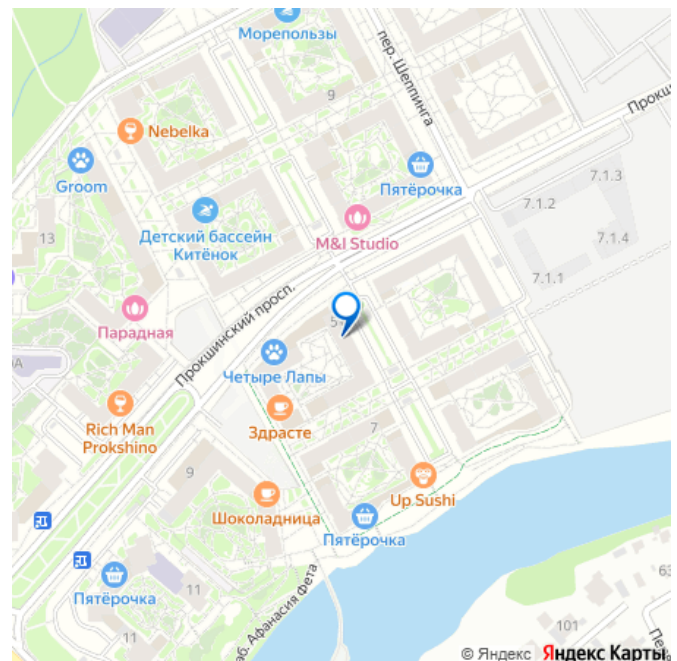 Морепользы
пер. Шеппинга
9
Nebelka
Прокш
Groom
Пятёрочка
7.1.3
7.1.2
Детский бассейн
Китёнок
M&I Studio
7.1.4
13
7.1.1
Прокшинский просп.
Парадная
5
Четыре Лапы
Rich Man
Prokshino
Здрасте
7
9
Up Sushi
Шоколадница
Пятёрочка
Пятёрочка
11
наб. Афанасия Фета
11
63
101
Пе
© Яндекс Яндекс Карты